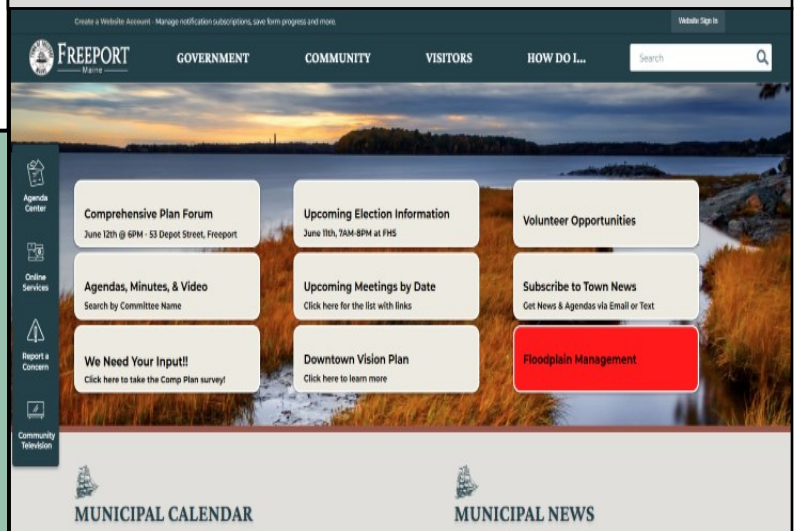 Create a Website Account - Manage notification subscriptions, save form progress and more.
Website Sign In
FREEPORT
Maine
GOVERNMENT
COMMUNITY
VISITORS
HOW DO I...
Search
Agenda
Center
Online
Services
Report a
Concern
Community
Television
Comprehensive Plan Forum
June 12th @ 6PM - 53 Depot Street, Freeport
Upcoming Election Information
June 11th, 7AM-8PM at FHS
Volunteer Opportunities
Agendas, Minutes, & Video
Search by Committee Name
Upcoming Meetings by Date
Click here for the list with links
Subscribe to Town News
Get News & Agendas via Email or Text
We Need Your Input!!
Click here to take the Comp Plan survey!
Downtown Vision Plan
Click here to learn more
Floodplain Management
MUNICIPAL CALENDAR
MUNICIPAL NEWS